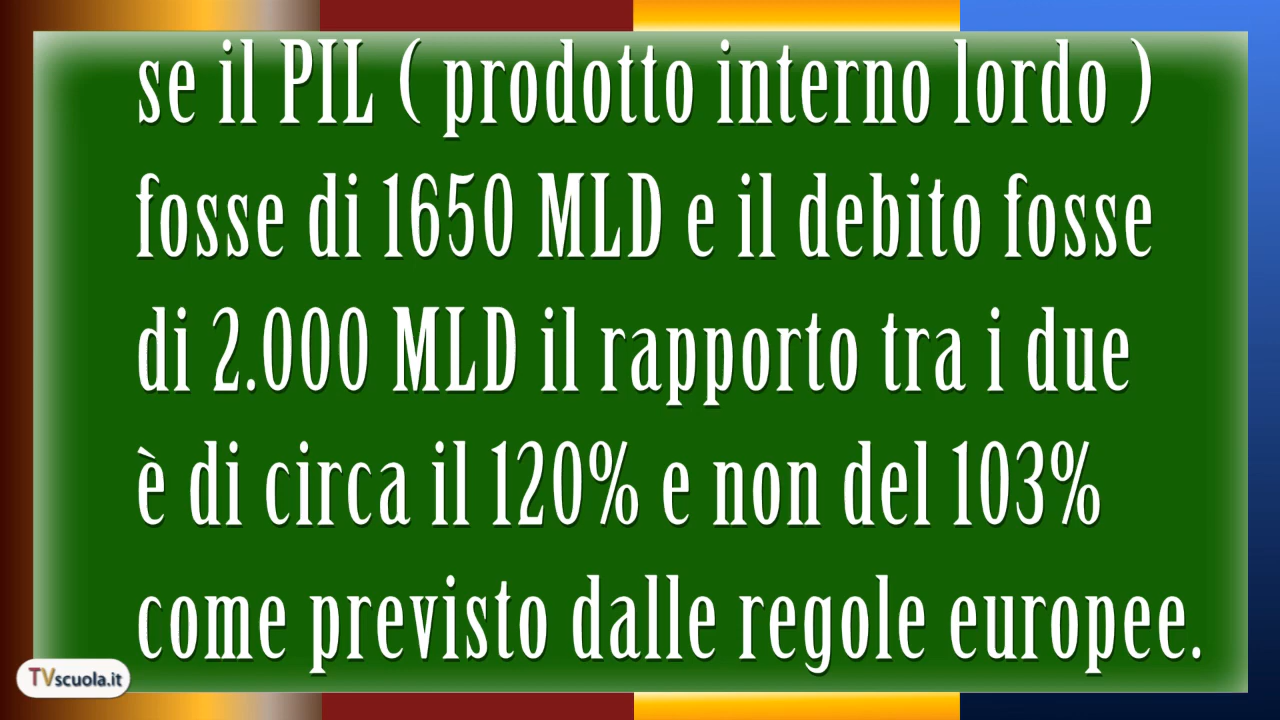 se il PIL ( prodotto interno lordo )
fosse di 1650 MLD e il debito fosse
di 2.000 MLD il rapporto tra i due
è di circa il 120% e non del 103%
come previsto dalle regole europee.
TVscuola.it